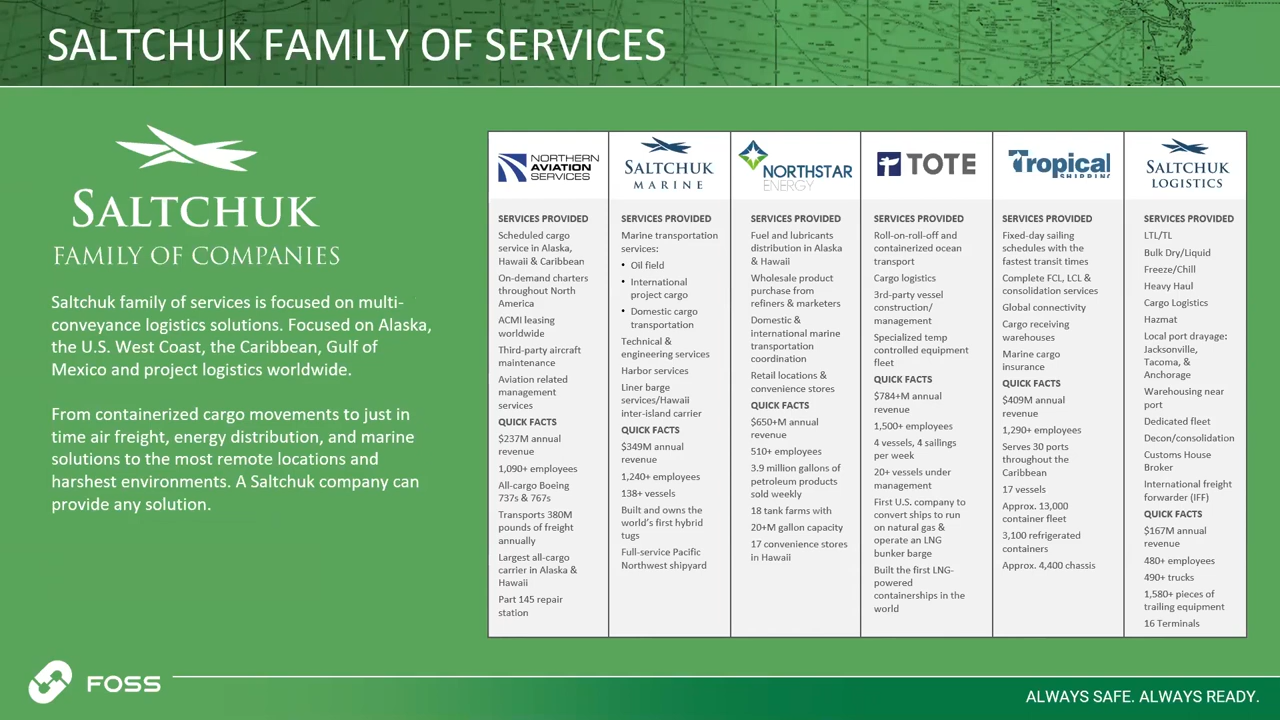 SALTCHUK FAMILY OF SERVICES
SALTCHUK
FAMILY OF COMPANIES
Saltchuk family of services is focused on multi-
conveyance logistics solutions. Focused on Alaska,
the U.S. West Coast, the Caribbean, Gulf of
Mexico and project logistics worldwide.
From containerized cargo movements to just in
time air freight, energy distribution, and marine
solutions to the most remote locations and
harshest environments. A Saltchuk company can
provide any solution.
NORTHERN
AVIATION
SERVICES
SERVICES PROVIDED
Scheduled cargo
service in Alaska,
Hawaii & Caribbean
On-demand charters
throughout North
America
ACMI leasing
worldwide
Third-party aircraft
maintenance
Aviation related
management
services
QUICK FACTS
$237M annual
revenue
1,090+ employees
All-cargo Boeing
737s & 767s
Transports 380M
pounds of freight
annually
Largest all-cargo
carrier in Alaska &
Hawaii
Part 145 repair
station
SALTCHUK
MARINE
SERVICES PROVIDED
Marine transportation
services:
• Oil field
• International
project cargo
• Domestic cargo
transportation
Technical &
engineering services
Harbor services
Liner barge
services/Hawaii
inter-island carrier
QUICK FACTS
$349M annual
revenue
1,240+ employees
138+ vessels
Built and owns the
world's first hybrid
tugs
Full-service Pacific
Northwest shipyard
NORTHSTAR
ENERGY
SERVICES PROVIDED
Fuel and lubricants
distribution in Alaska
& Hawaii
Wholesale product
purchase from
refiners & marketers
Domestic &
international marine
transportation
coordination
Retail locations &
convenience stores
QUICK FACTS
$650+M annual
revenue
510+ employees
3.9 million gallons of
petroleum products
sold weekly
18 tank farms with
20+M gallon capacity
17 convenience stores
in Hawaii
TOTE
SERVICES PROVIDED
Roll-on-roll-off and
containerized ocean
transport
Cargo logistics
3rd-party vessel
construction/
management
Specialized temp
controlled equipment
fleet
QUICK FACTS
$784+M annual
revenue
1,500+ employees
4 vessels, 4 sailings
per week
20+ vessels under
management
First U.S. company to
convert ships to run
on natural gas &
operate an LNG
bunker barge
Built the first LNG-
powered
containerships in the
world
Tropical
SHIPPING
SERVICES PROVIDED
Fixed-day sailing
schedules with the
fastest transit times
Complete FCL, LCL &
consolidation services
Global connectivity
Cargo receiving
warehouses
Marine cargo
insurance
QUICK FACTS
$409M annual
revenue
1,290+ employees
Serves 30 ports
throughout the
Caribbean
17 vessels
Approx. 13,000
container fleet
3,100 refrigerated
containers
Approx. 4,400 chassis
SALTCHUK
LOGISTICS
SERVICES PROVIDED
LTL/TL
Bulk Dry/Liquid
Freeze/Chill
Heavy Haul
Cargo Logistics
Hazmat
Local port drayage:
Jacksonville,
Tacoma, &
Anchorage
Warehousing near
port
Dedicated fleet
Decon/consolidation
Customs House
Broker
International freight
forwarder (IFF)
QUICK FACTS
$167M annual
revenue
480+ employees
490+ trucks
1,580+ pieces of
trailing equipment
16 Terminals
FOSS
ALWAYS SAFE. ALWAYS READY.